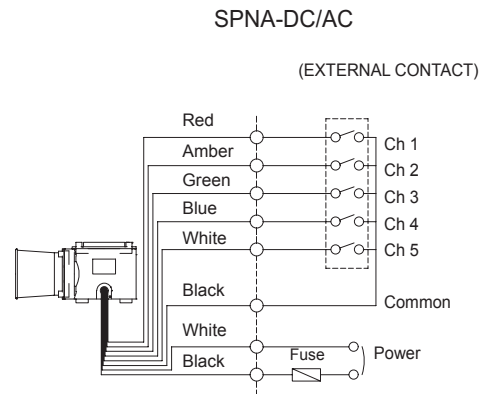 SPNA-DC/AC
(EXTERNAL CONTACT)
Red
Ch 1
Amber
Ch 2
Green
Ch 3
Blue
Ch 4
White
Ch 5
Black
Common
White
Fuse
Power
Black